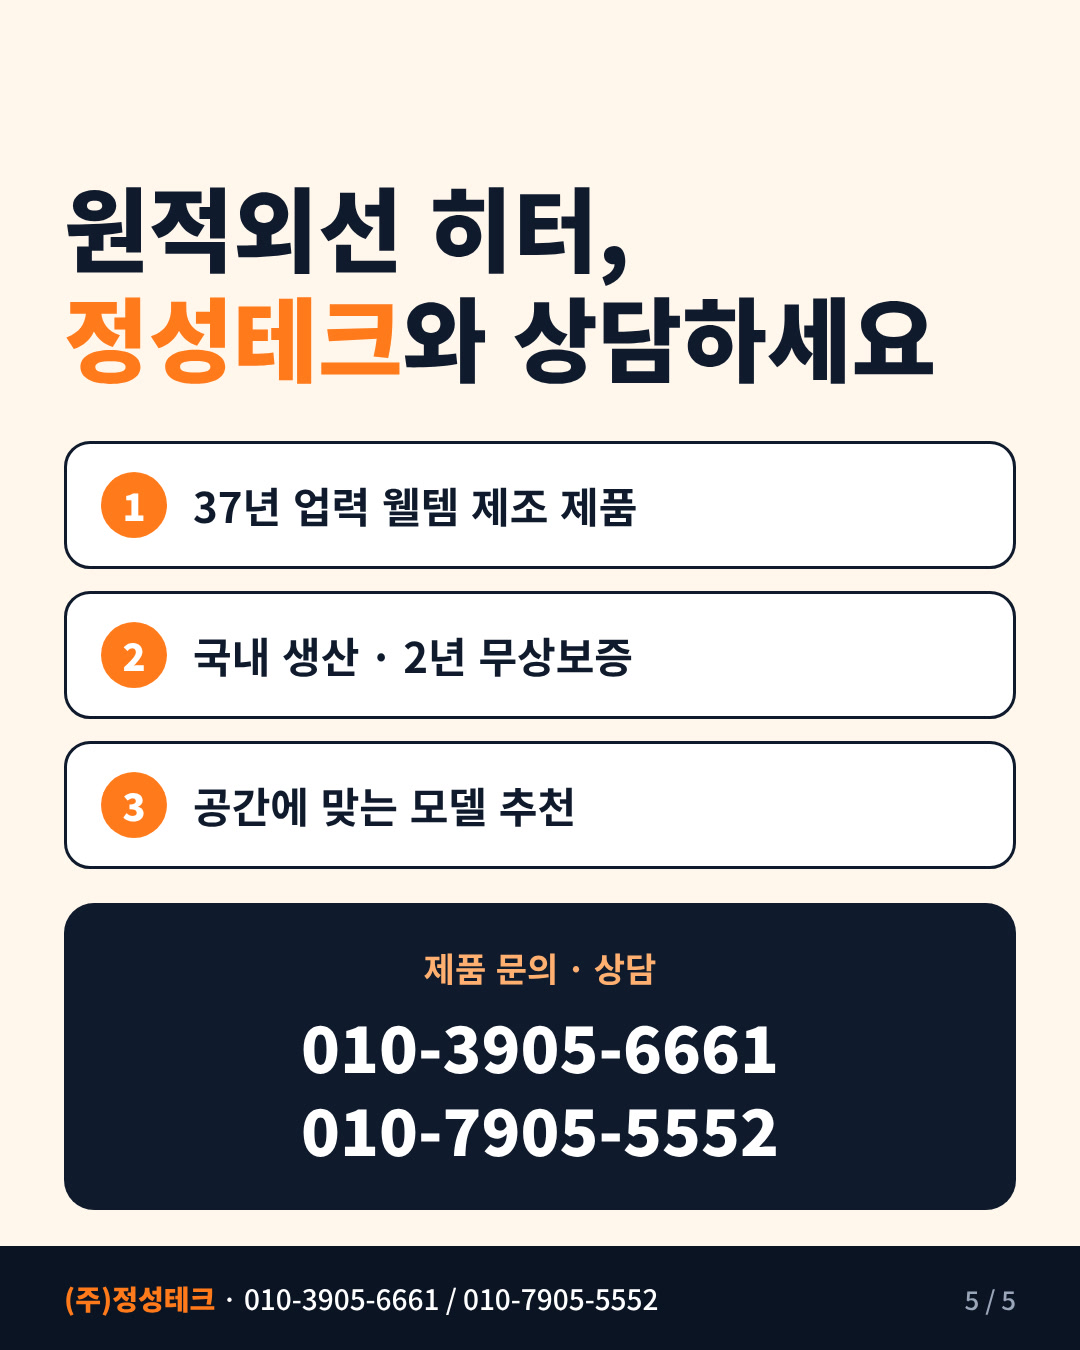 원적외선 히터,
정성테크와 상담하세요
1 37년 업력 웰템 제조 제품
2 국내 생산 · 2년 무상보증
3 공간에 맞는 모델 추천
제품 문의 · 상담
010-3905-6661
010-7905-5552
(주)정성테크 · 010-3905-6661 / 010-7905-5552 5 / 5